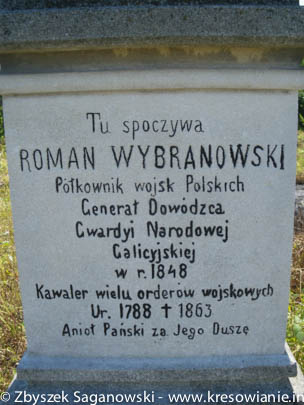 Tu spoczywa
ROMAN WYBRANOWSKI
Półkownik wojsk Polskich
Generał Dowódzca
Gwardyi Narodowej
Galicyjskiej
w r. 1848
Kawaler wielu orderów wojskowych
Ur. 1788 † 1863
Anioł Pański za Jego Duszę
© Zbyszek Saganowski - www.kresowianie.in